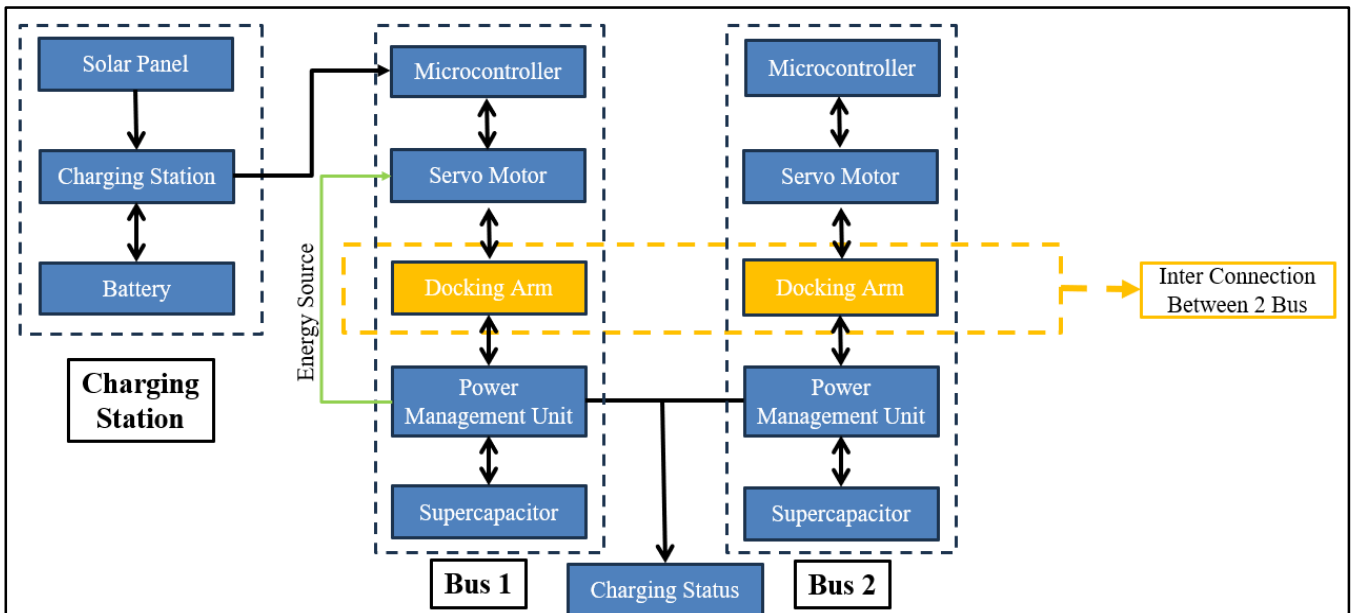 Solar Panel
Charging Station
Battery
Charging
Station
Energy Source
Microcontroller
Servo Motor
Docking Arm
Power
Management Unit
Supercapacitor
Bus 1
Charging Status
Microcontroller
Servo Motor
Docking Arm
Power
Management Unit
Supercapacitor
Bus 2
Inter Connection
Between 2 Bus